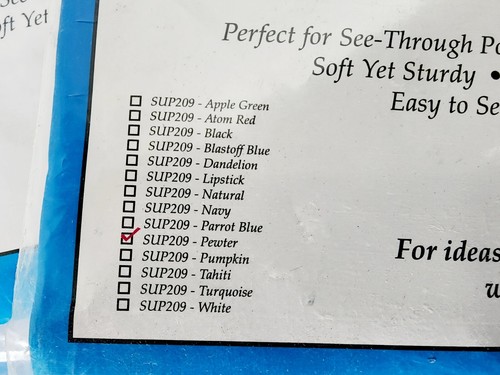 oft Yet
Perfect for See-Through
Soft Yet Sturdy •
Easy to
SUP209 - Apple Green
SUP209 - Atom Red
SUP209 - Black
SUP209 - Blastoff Blue
SUP209 - Dandelion
SUP209 - Lipstick
SUP209 - Natural
SUP209 - Navy
SUP209 - Parrot Blue
SUP209 - Pewter
SUP209 - Pumpkin
SUP209 - Tahiti
SUP209 - Turquoise
SUP209 - White
For ideas